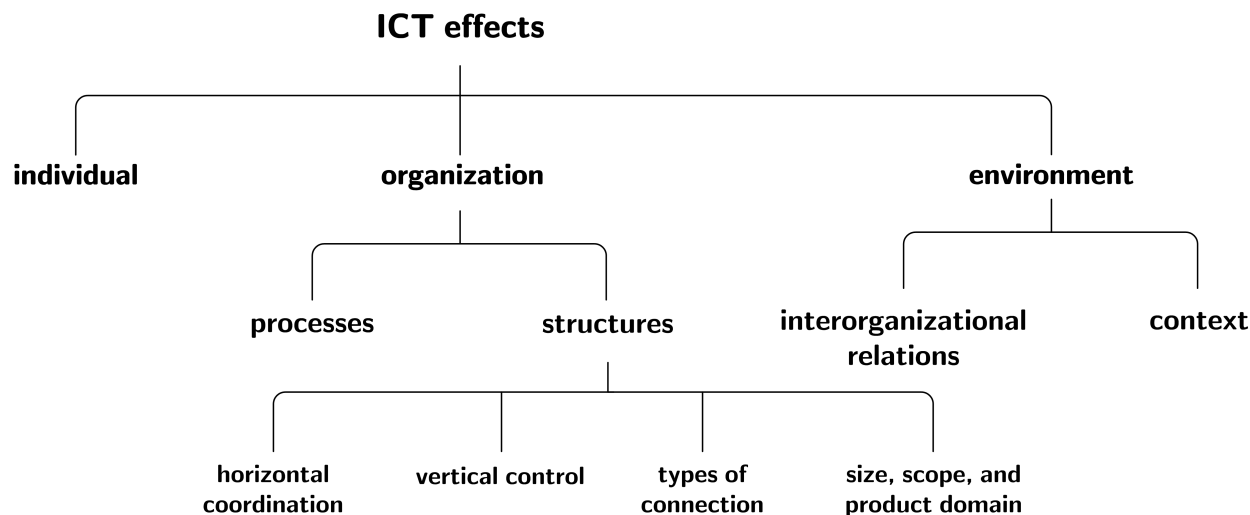 ICT effects
individual
organization
environment
processes
structures
interorganizational
relations
context
horizontal
coordination
vertical control
types of
connection
size, scope, and
product domain